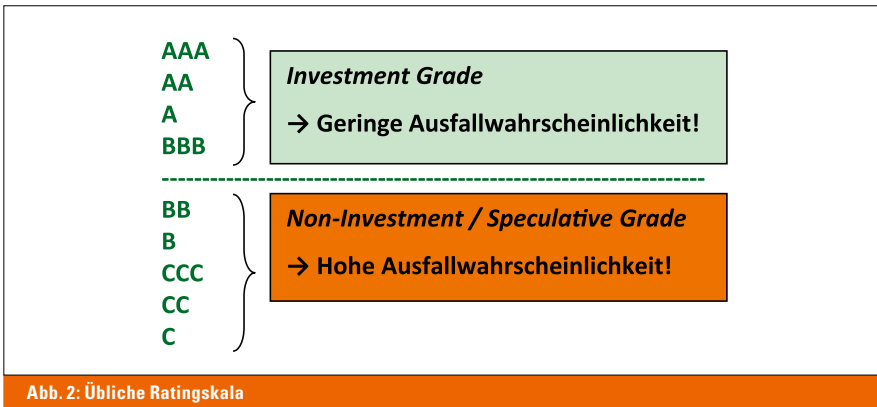 AAA
AA
A
BBB
Investment Grade
→ Geringe Ausfallwahrscheinlichkeit!
BB
B
CCC
CC
C
Non-Investment / Speculative Grade
→ Hohe Ausfallwahrscheinlichkeit!
Abb. 2: Übliche Ratingskala